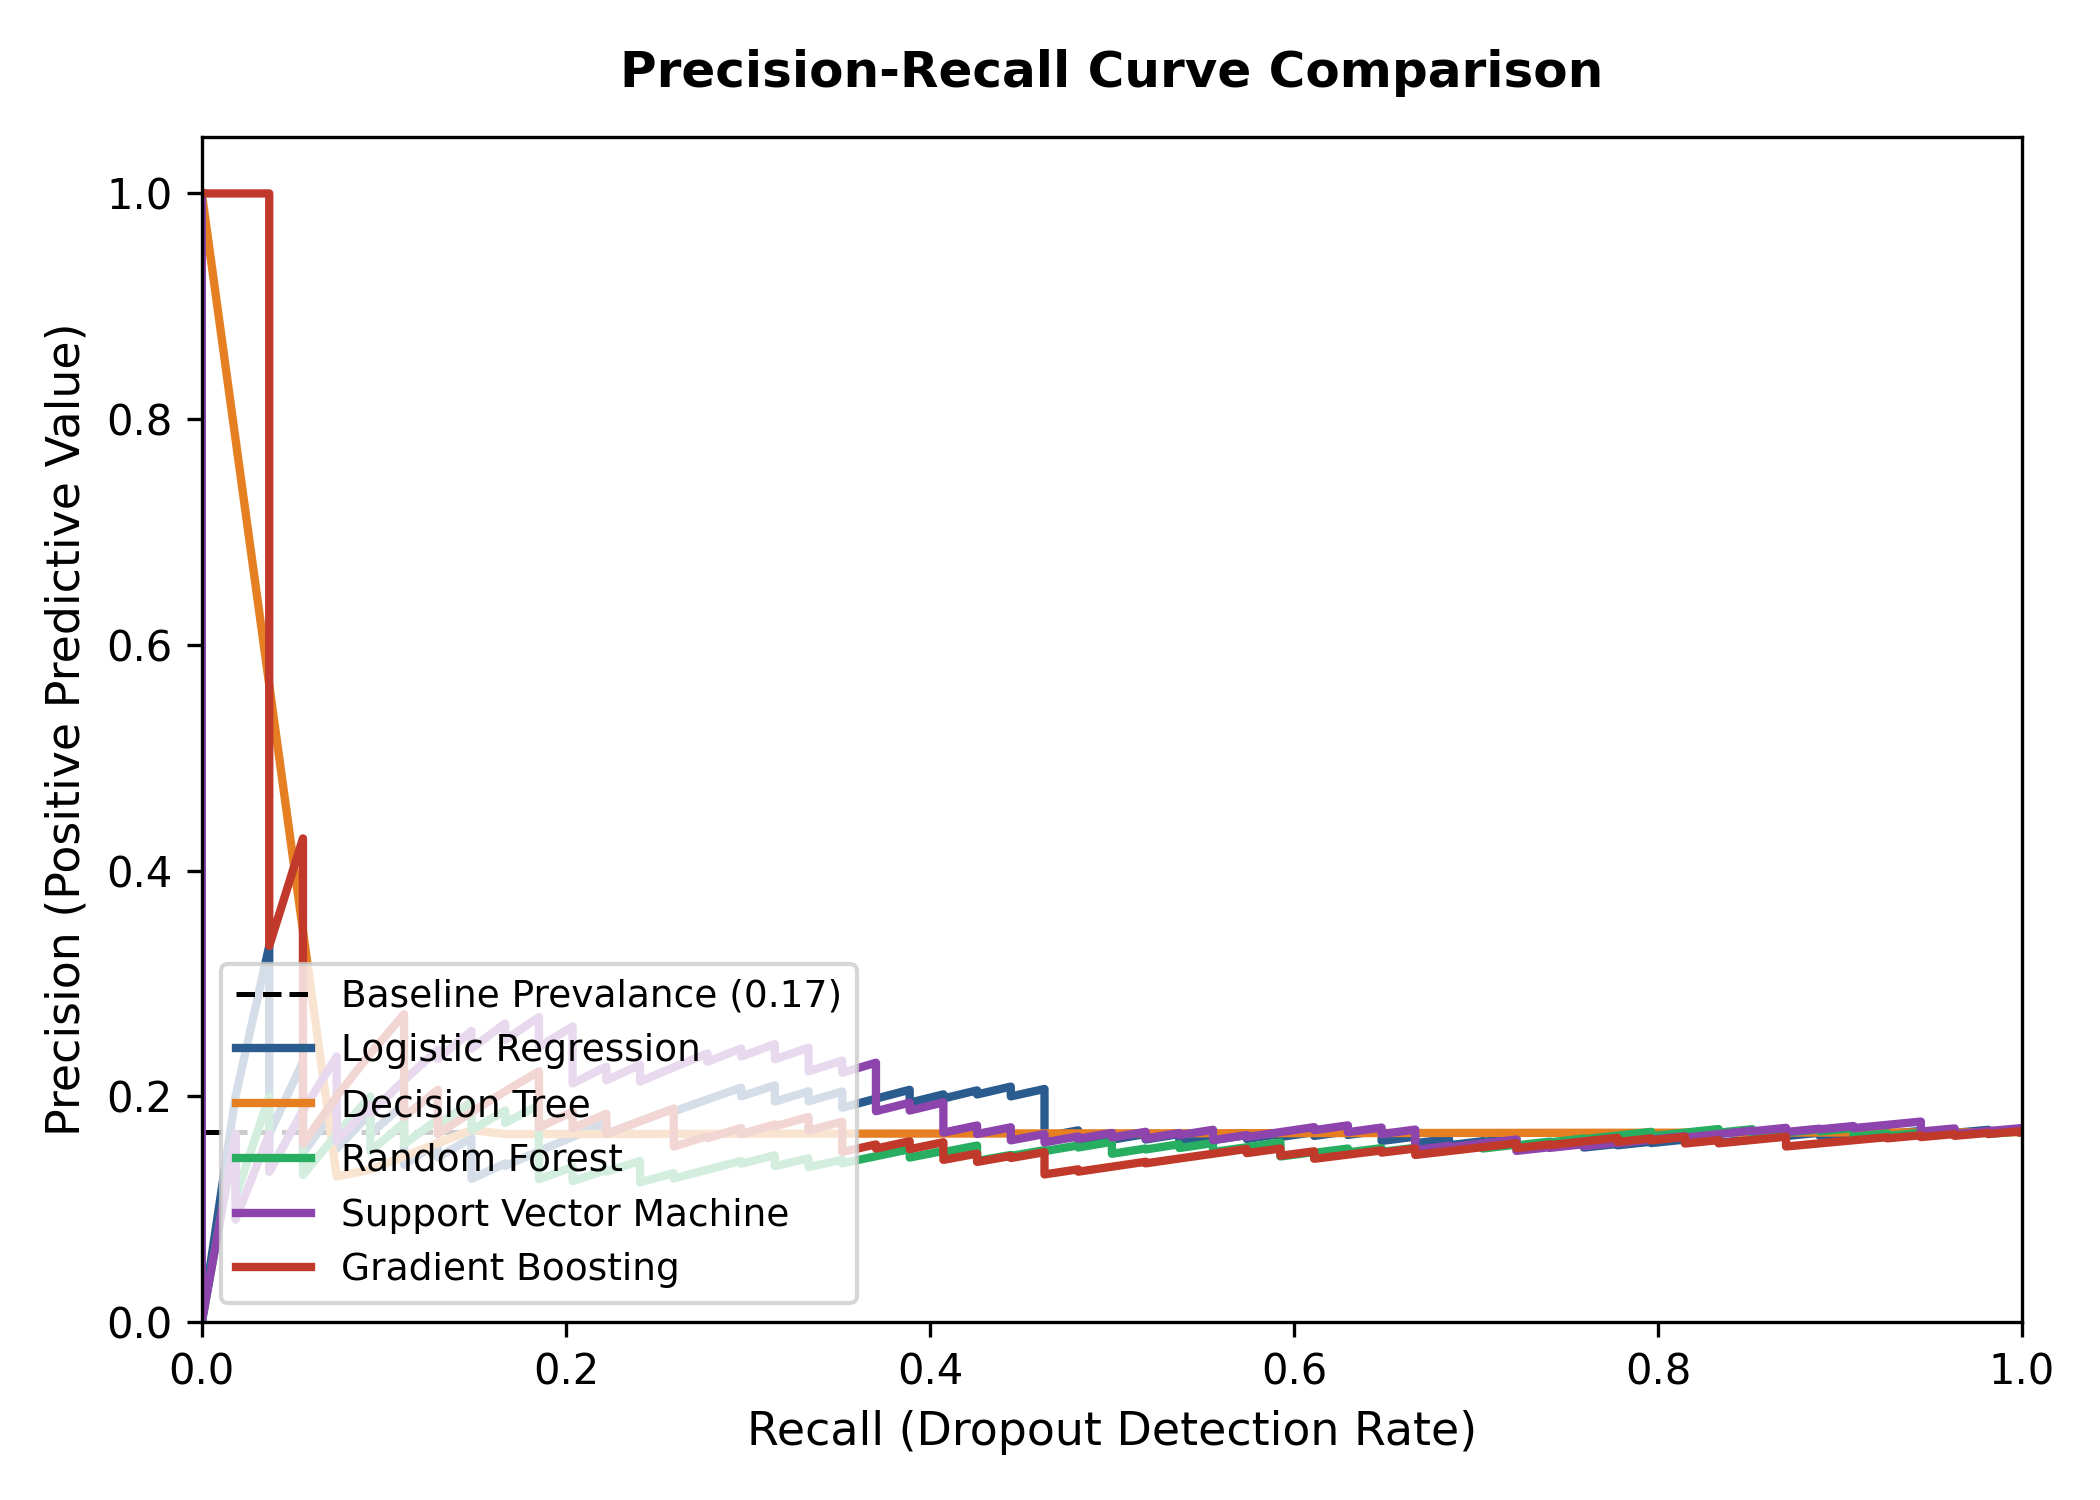 Precision-Recall Curve Comparison
Precision (Positive Predictive Value)
1.0
0.8
0.6
0.4
0.2
0.0
Baseline Prevalance (0.17)
Logistic Regression
Decision Tree
Random Forest
Support Vector Machine
Gradient Boosting
0.0 0.2 0.4 0.6 0.8 1.0
Recall (Dropout Detection Rate)